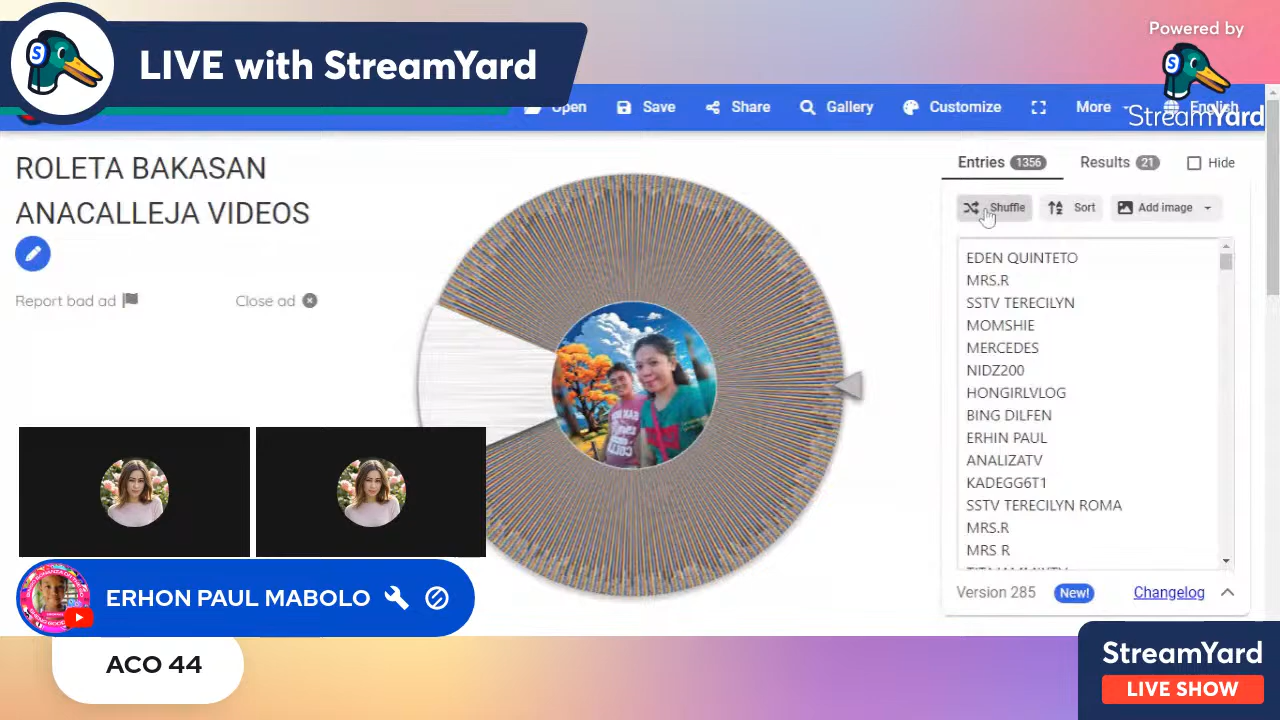 LIVE with StreamYard
Powered by
StreamYard
Open
Save
Share
Gallery
Customize
More
English
ROLETA BAKASAN
ANACALLEJA VIDEOS
Report bad ad
Close ad
Entries 1356
Results 21
Hide
Shuffle
Sort
Add image
EDEN QUINTETO
MRS.R
SSTV TERECILYN
MOMSHIE
MERCEDES
NIDZ200
HONGIRLVLOG
BING DILFEN
ERHIN PAUL
ANALIZATV
KADEGG6T1
SSTV TERECILYN ROMA
MRS.R
MRS R
Version 285
New!
Changelog
ERHON PAUL MABOLO
ACO 44
StreamYard
LIVE SHOW